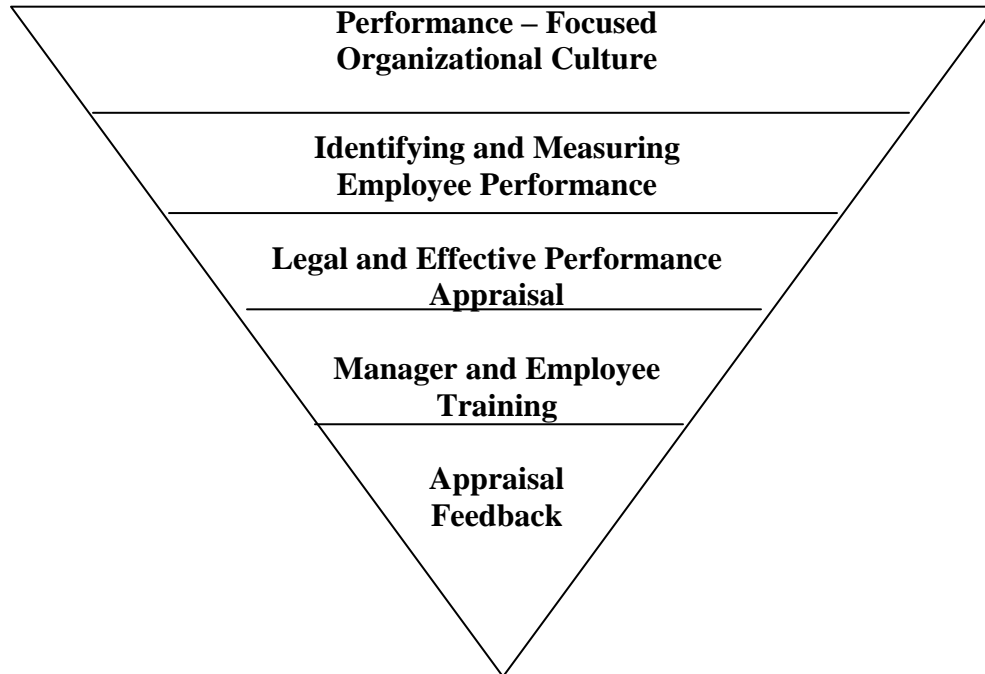 Performance – Focused
Organizational Culture
Identifying and Measuring
Employee Performance
Legal and Effective Performance
Appraisal
Manager and Employee
Training
Appraisal
Feedback